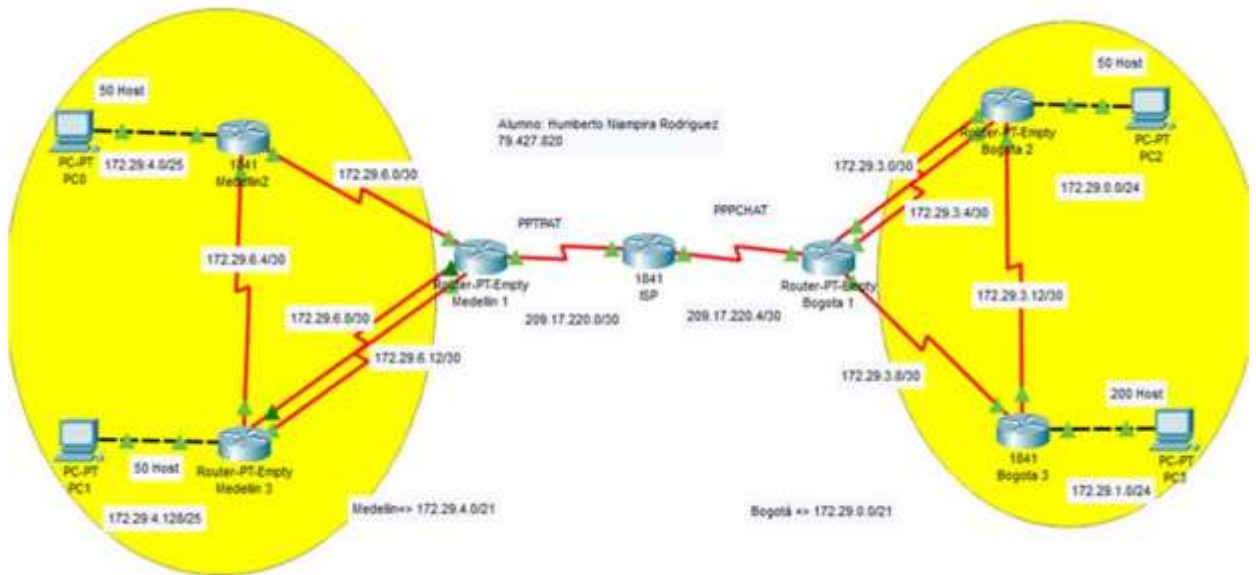 50 Host
PC-PT
PC0
172.29.4.0/25
1841
Medellin2
172.29.6.0/30
172.29.6.4/30
172.29.6.8/30
172.29.6.12/30
PC-PT
PC1
50 Host
172.29.4.128/25
Router-PT-Empty
Medellin 3
Router-PT-Empty
Medellin 1
Medellin=> 172.29.4.0/21
Alumno: Humberto Niampira Rodriguez
79.427.820
PPTPAT
PPPCHAT
1841
ISP
209.17.220.0/30
209.17.220.4/30
Router-PT-Empty
Bogota 1
Bogotá => 172.29.0.0/21
172.29.3.0/30
172.29.3.4/30
172.29.3.8/30
172.29.3.12/30
Router-PT-Empty
Bogota 2
50 Host
PC-PT
PC2
172.29.0.0/24
1841
Bogota 3
200 Host
PC-PT
PC3
172.29.1.0/24